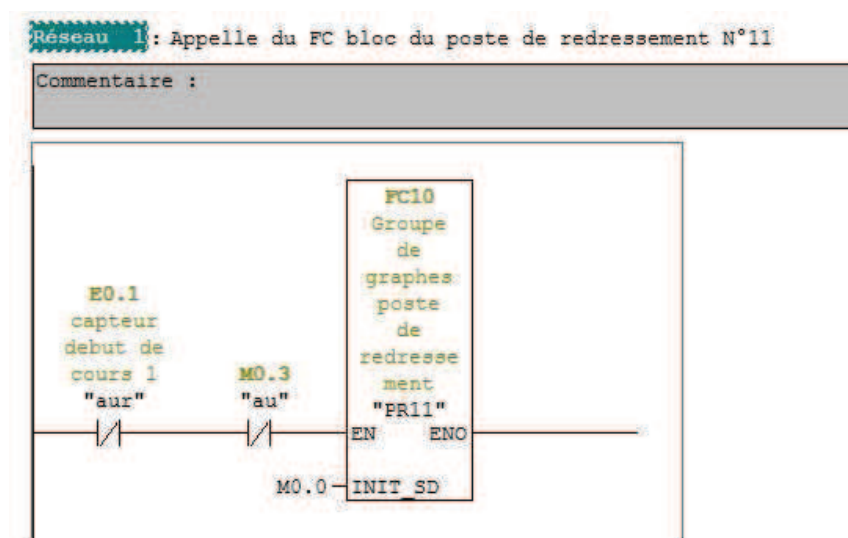 Réseau 1: Appelle du FC bloc du poste de redressement N°11
Commentaire :
FC10
Groupe
de
graphes
poste
de
redresse
ment
"PR11"
E0.1
capteur
debut de
cours 1
"aur"
M0.3
"au"
EN ENO
M0.0 INIT_SD